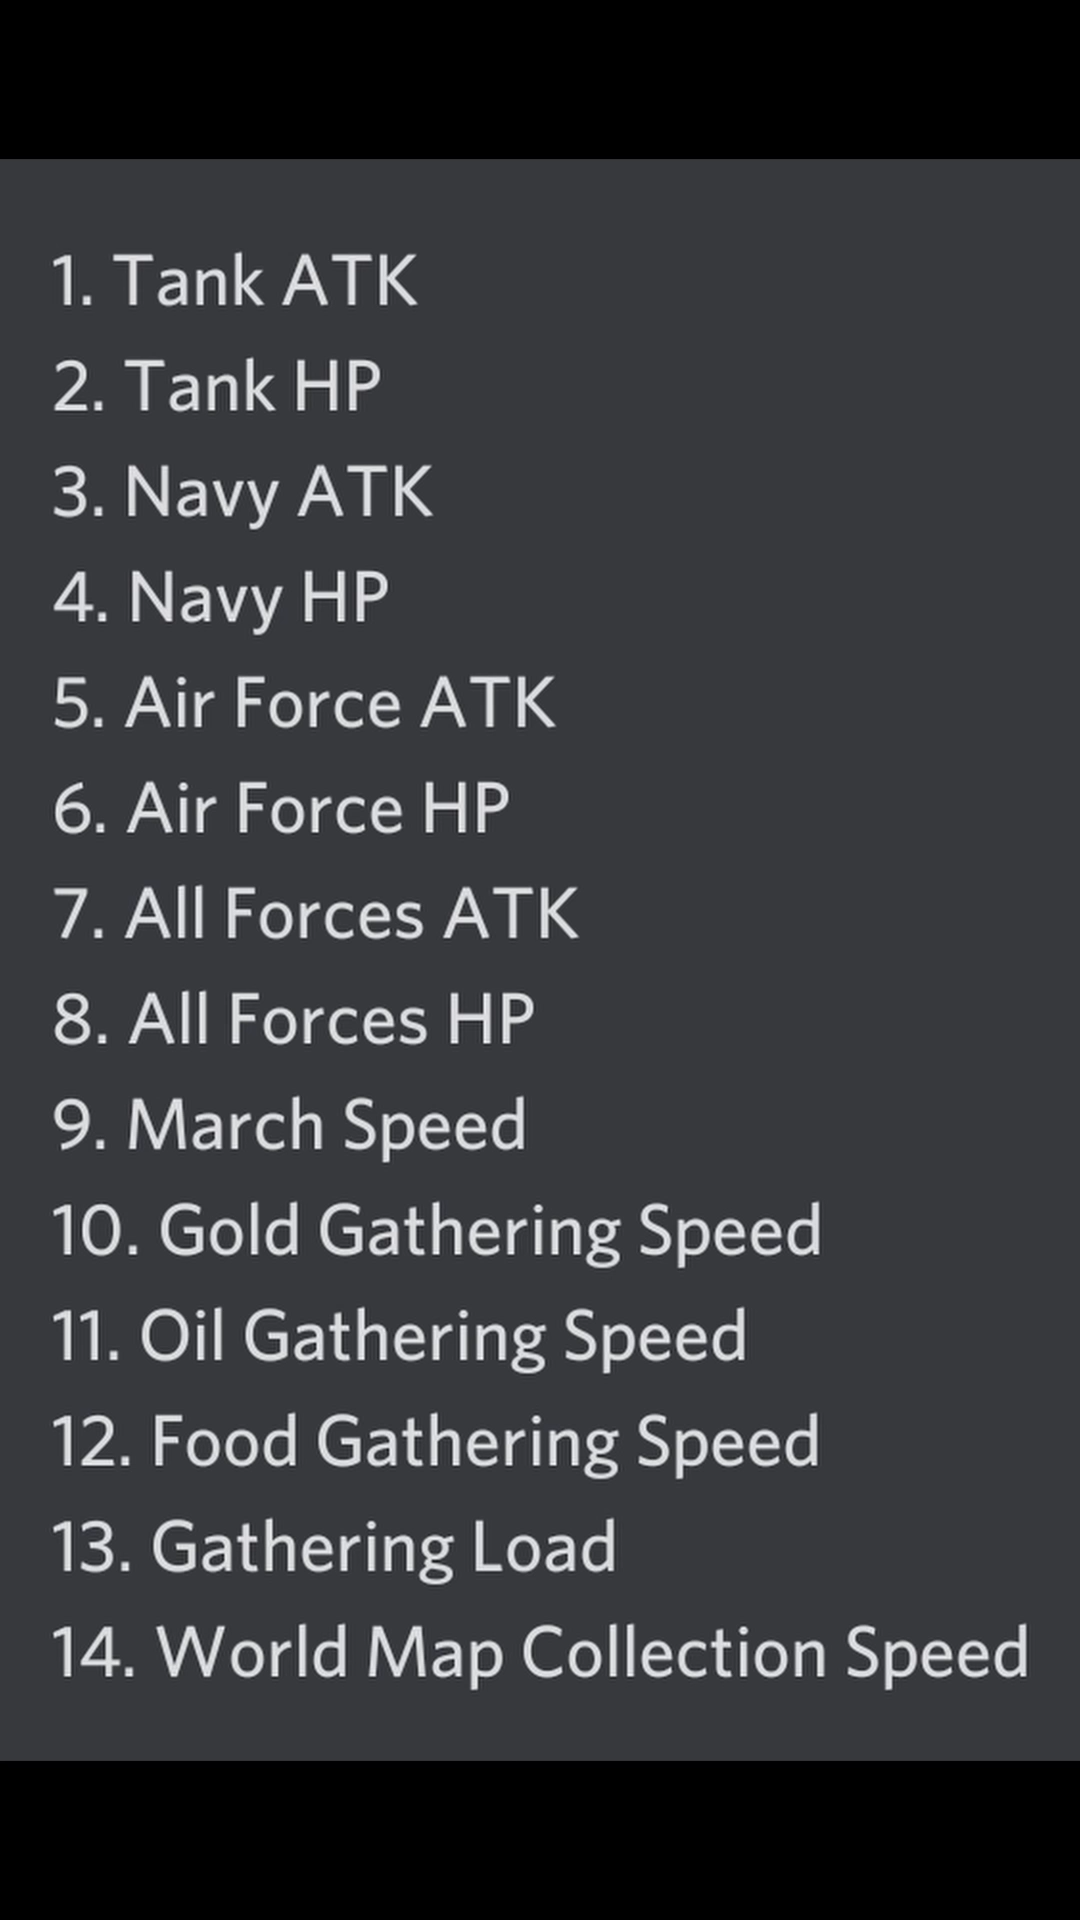 1. Tank ATK
2. Tank HP
3. Navy ATK
4. Navy HP
5. Air Force ATK
6. Air Force HP
7. All Forces ATK
8. All Forces HP
9. March Speed
10. Gold Gathering Speed
11. Oil Gathering Speed
12. Food Gathering Speed
13. Gathering Load
14. World Map Collection Speed